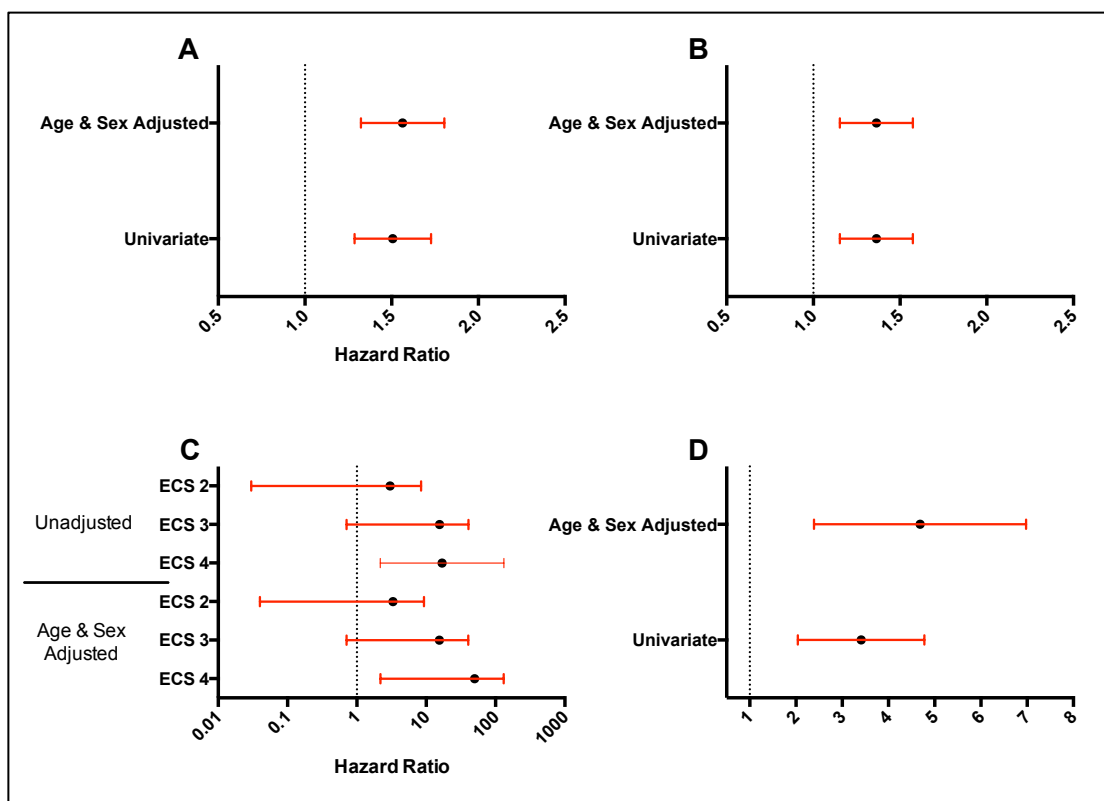 A
Age & Sex Adjusted
Univariate
0.5 1.0 1.5 2.0 2.5
Hazard Ratio
B
Age & Sex Adjusted
Univariate
0.5 1.0 1.5 2.0 2.5
C
Unadjusted
ECS 2
ECS 3
ECS 4
Age & Sex
Adjusted
ECS 2
ECS 3
ECS 4
0.01 0.1 1 10 100 1000
Hazard Ratio
D
Age & Sex Adjusted
Univariate
1 2 3 4 5 6 7 8